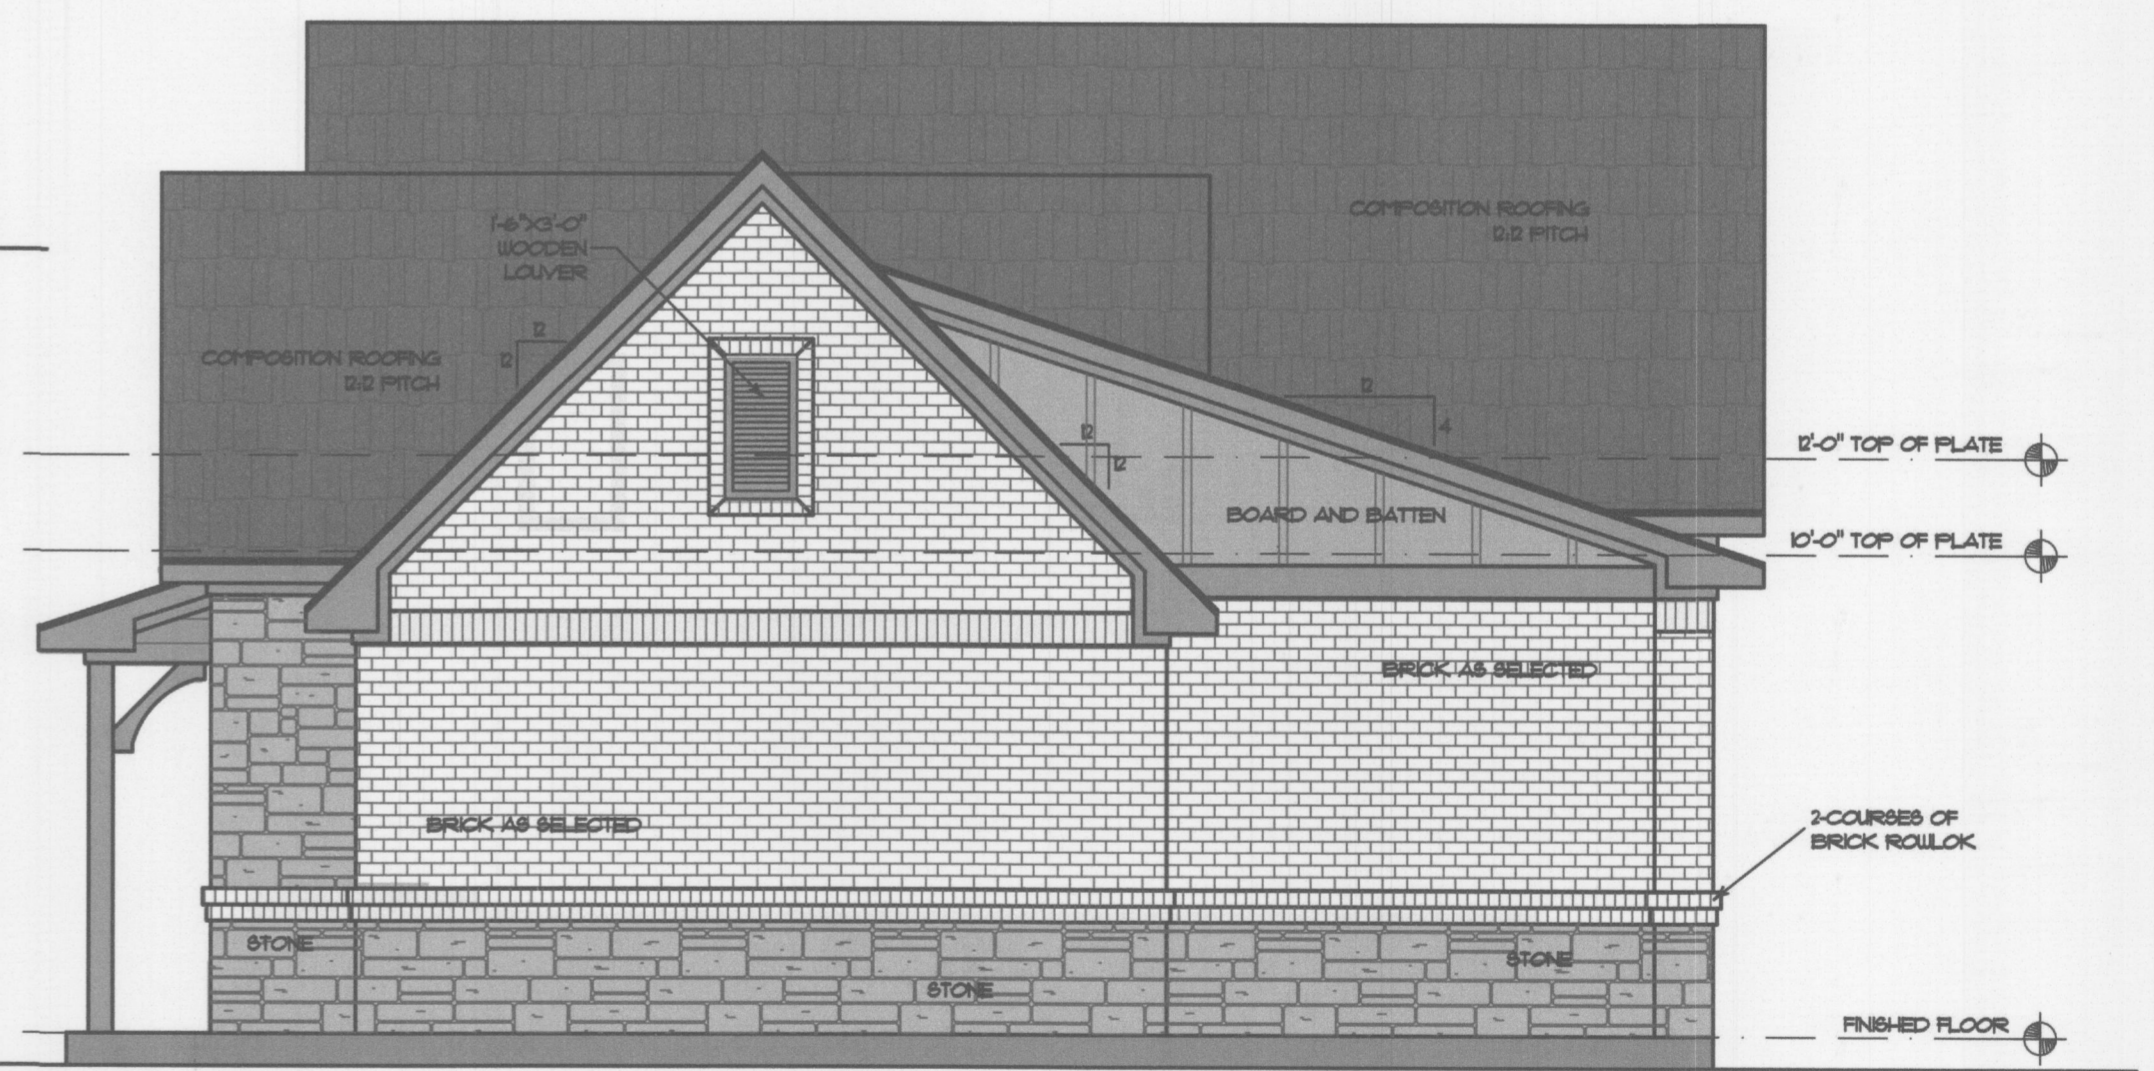 COMPOSITION ROOFING
12:12 PITCH
1'-6"X3'-0"
WOODEN
LOUVER
12
12
COMPOSITION ROOFING
12:12 PITCH
12
4
12
12
12'-0" TOP OF PLATE
BOARD AND BATTEN
10'-0" TOP OF PLATE
BRICK AS SELECTED
BRICK AS SELECTED
2-COURSES OF
BRICK ROWLOK
STONE
STONE
STONE
FINISHED FLOOR